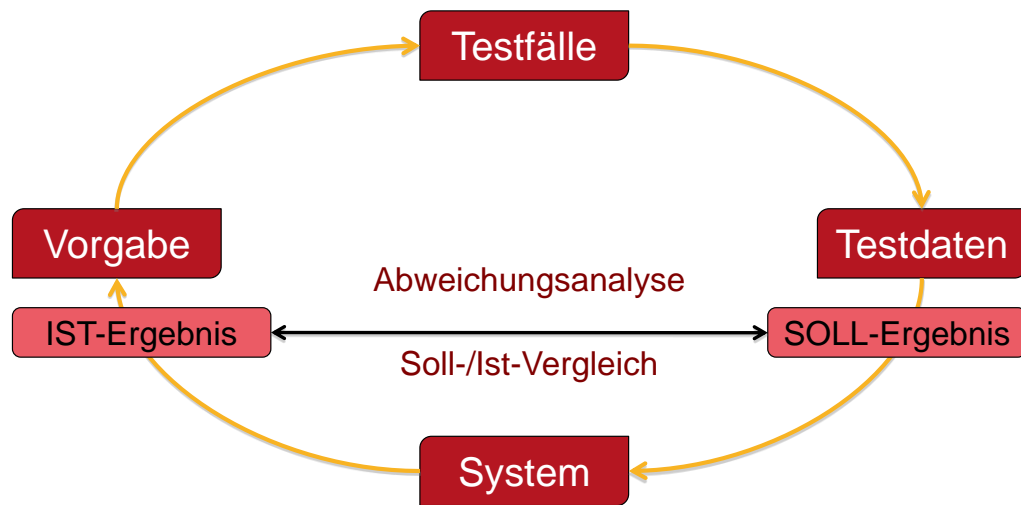 Testfälle
Vorgabe
Testdaten
Abweichungsanalyse
IST-Ergebnis
SOLL-Ergebnis
Soll-/Ist-Vergleich
System